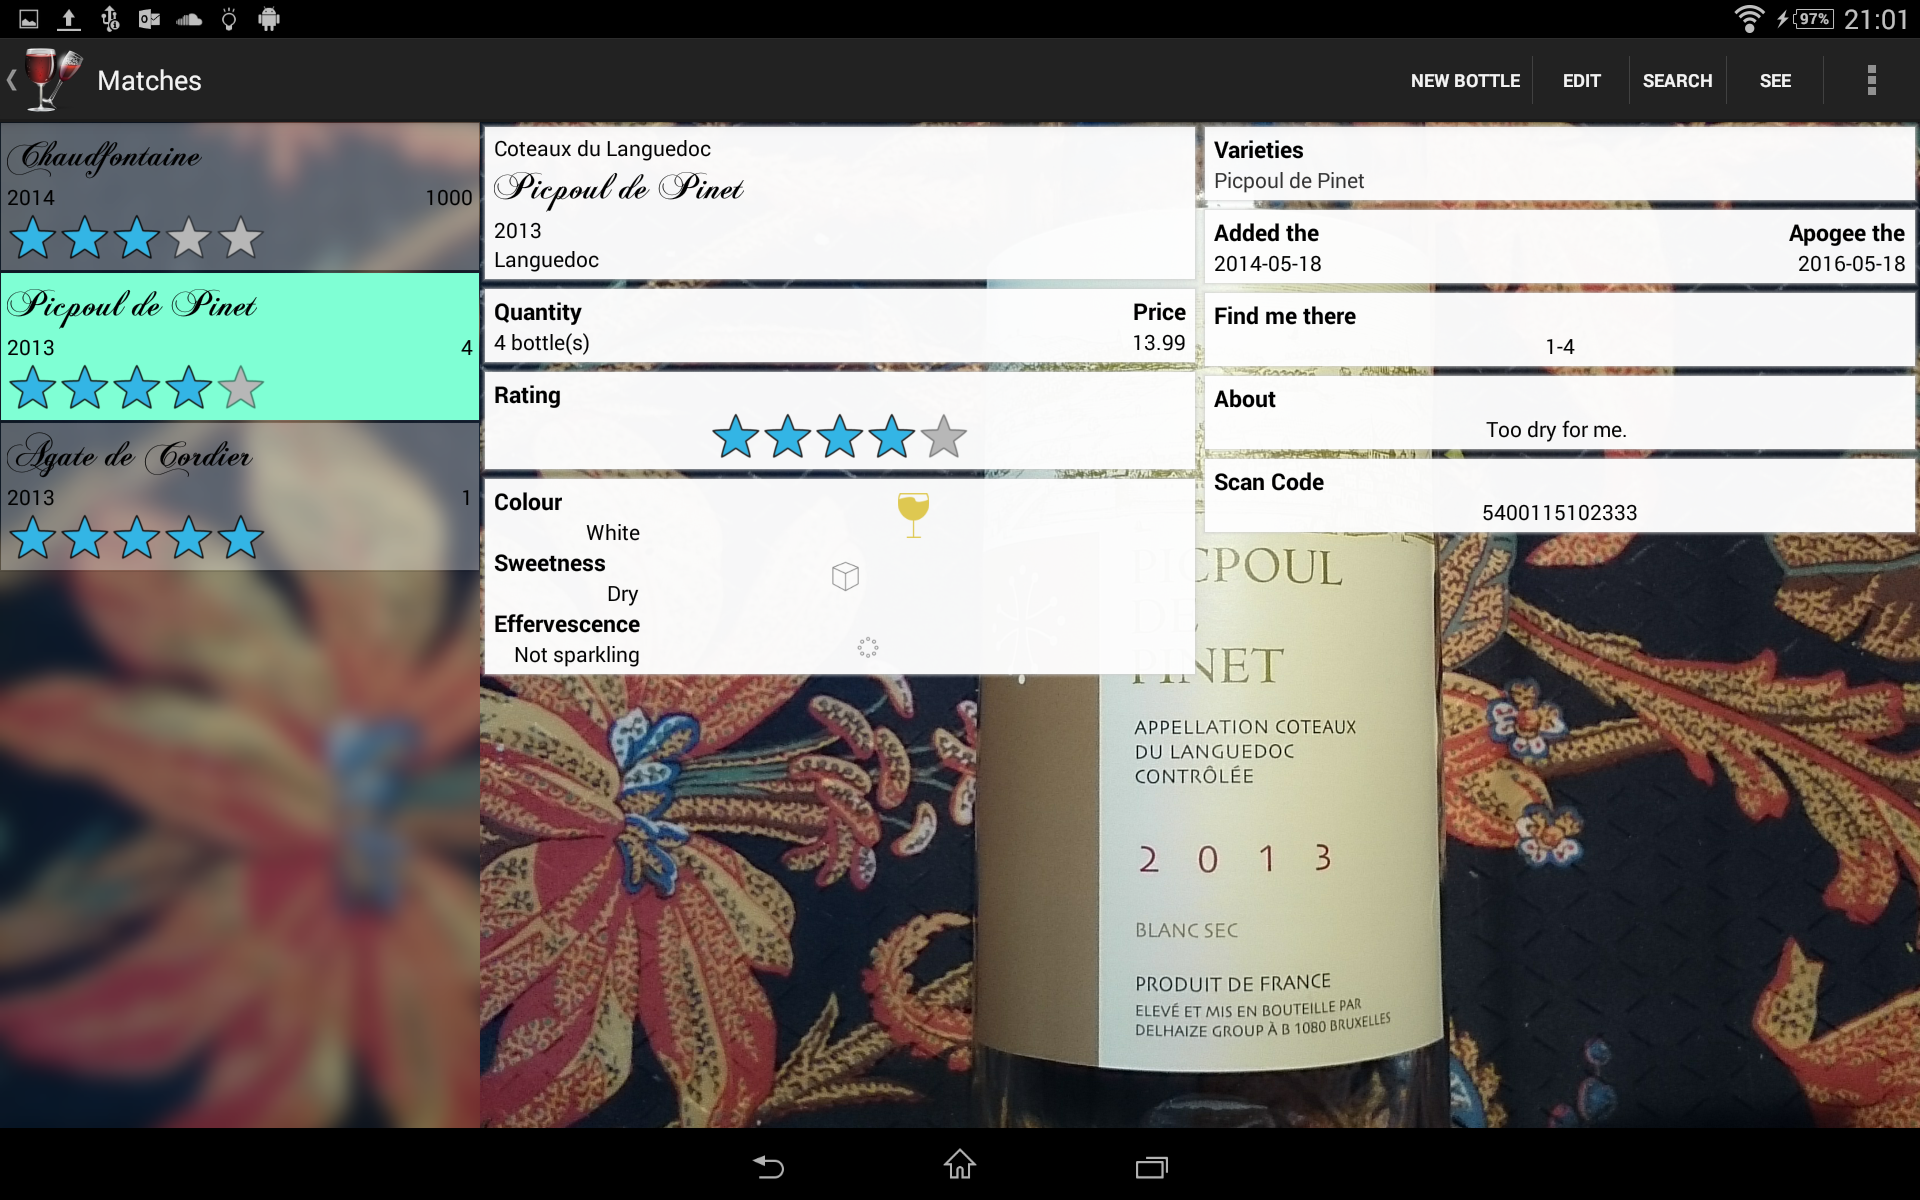 97% 21:01
Matches
NEW BOTTLE EDIT SEARCH SEE
Chaudfontaine
2014 1000
Picpoul de Pinet
2013 4
Agate de Cordier
2013 1
Coteaux du Languedoc
Picpoul de Pinet
2013
Languedoc
Quantity Price
4 bottle(s) 13.99
Rating
Colour
White
Sweetness
Dry
Effervescence
Not sparkling
Varieties
Picpoul de Pinet
Added the Apogee the
2014-05-18 2016-05-18
Find me there
1-4
About
Too dry for me.
Scan Code
5400115102333
PICPOUL
DE
PINET
APPELLATION COTEAUX
DU LANGUEDOC
CONTRÔLÉE
2013
BLANC SEC
PRODUIT DE FRANCE
ELEVÉ ET MIS EN BOUTEILLE PAR
DELHAIZE GROUP À B 1080 BRUXELLES